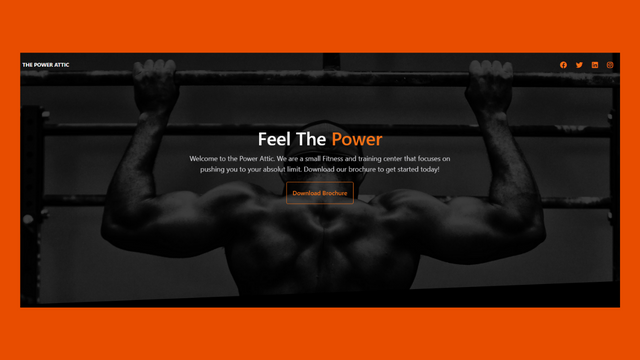 THE POWER ATTIC
Feel The Power
Welcome to the Power Attic. We are a small Fitness and training center that focuses on
pushing you to your absolut limit. Download our brochure to get started today!
Download Brochure